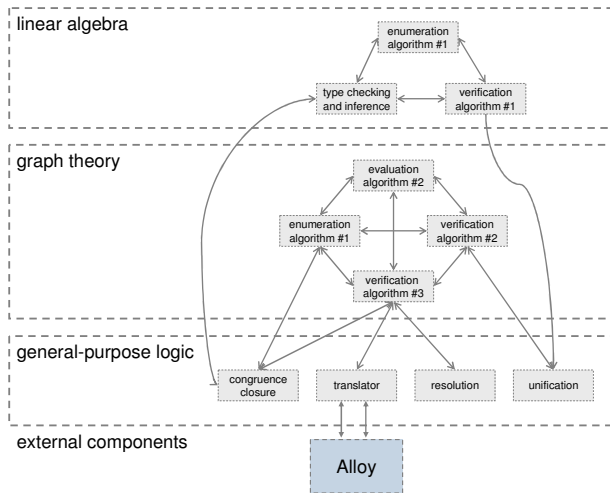 linear algebra
enumeration
algorithm #1
type checking
and inference
verification
algorithm #1
graph theory
evaluation
algorithm #2
enumeration
algorithm #1
verification
algorithm #2
verification
algorithm #3
general-purpose logic
congruence
closure
translator
resolution
unification
external components
Alloy